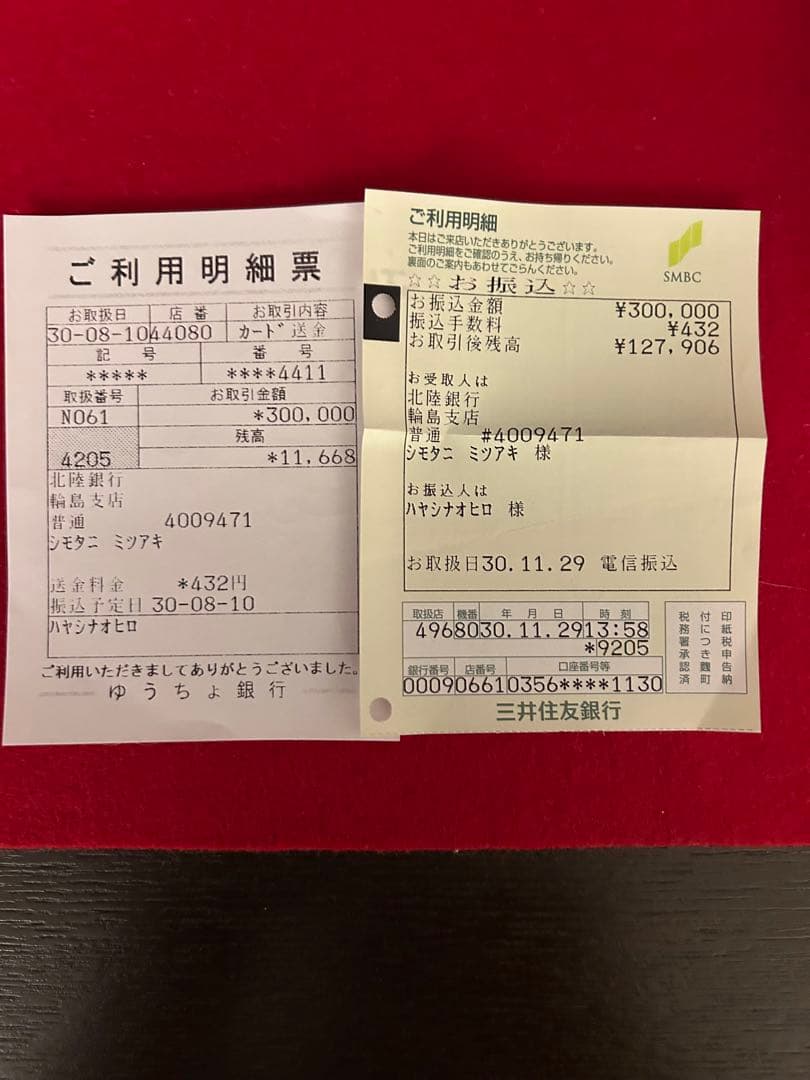 ご利用明細票
お取扱日 店番 お取引内容
30-08-10 44080 カード送金
記号 番号
***** ****4411
取扱番号 お取引金額
N061 *300,000
残高
4205 *11,668
北陸銀行
輪島支店
普通 4009471
シモタニ ミツアキ
送金料金 *432円
振込予定日 30-08-10
ハヤシナオヒロ
ご利用いただきましてありがとうございました。
ゆうちょ銀行
ご利用明細
本日はご来店いただきありがとうございます。
ご利用明細をご確認のうえ、お持ち帰りください。
裏面のご案内もあわせてごらんください。
SMBC
☆☆お振込☆☆
お振込金額 ¥300,000
振込手数料 ¥432
お取引後残高 ¥127,906
お受取人は
北陸銀行
輪島支店
普通 #4009471
シモタニ ミツアキ 様
お振込人は
ハヤシナオヒロ 様
お取扱日30.11.29 電信振込
取扱店 機番 年月日 時刻
49680 30.11.29 13:58
*9205
銀行番号 店番号 口座番号等
0009 0661 0356****1130
印紙税申告納
付につき麴町
税務署承認済
三井住友銀行